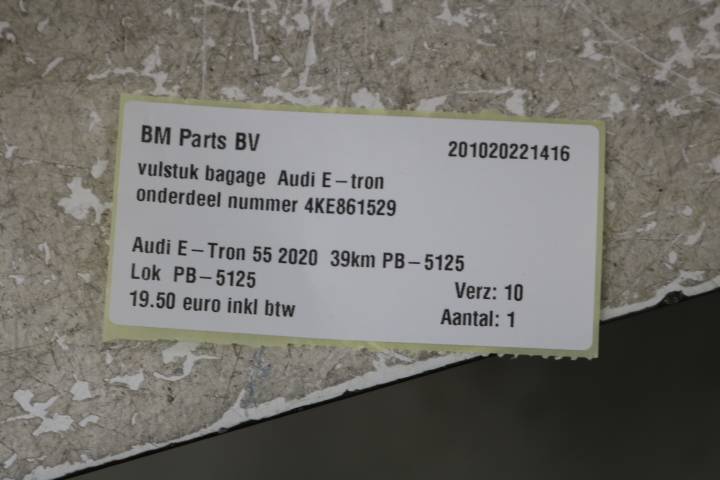 BM Parts BV 201020221416
vulstuk bagage Audi E-tron
onderdeel nummer 4KE861529
Audi E-Tron 55 2020 39km PB-5125
Lok PB-5125 Verz: 10
19.50 euro inkl btw Aantal: 1